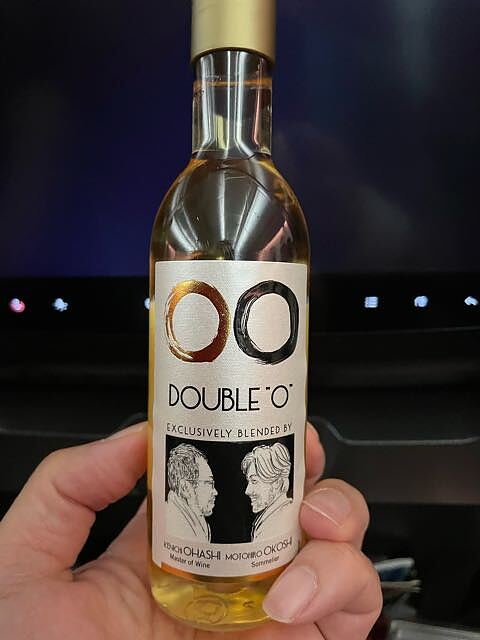 OO
DOUBLE "O"
EXCLUSIVELY BLENDED BY
KENICHI OHASHI MOTOHIRO OKOSHI
Master of Wine Sommelier